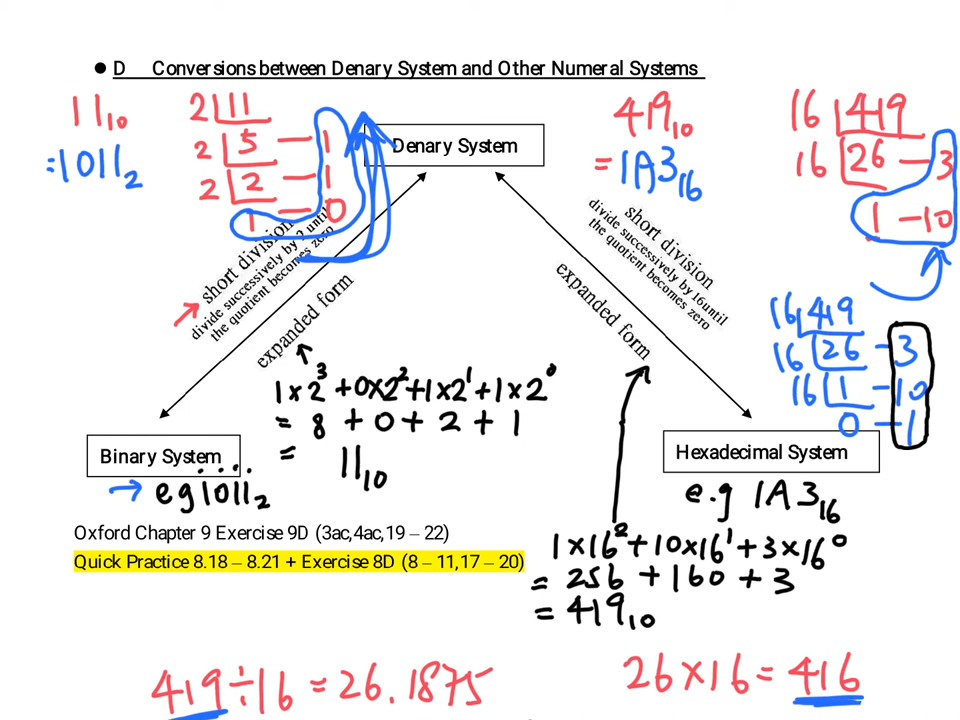 ● D Conversions between Denary System and Other Numeral Systems
11₁₀
=1011₂
2 11
2 5 — 1
2 2 — 1
1 — 0
Denary System
419₁₀
= 1A3₁₆
16 419
16 26 — 3
1 — 10
short division
divide successively by 2 until
the quotient becomes zero
expanded form
short division
divide successively by 16until
the quotient becomes zero
expanded form
16 419
16 26 — 3
16 1 — 10
0 — 1
1 × 2³ + 0×2² + 1×2¹ + 1×2⁰
= 8 + 0 + 2 + 1
= 11₁₀
Binary System
→ eg 1011₂
Hexadecimal System
e.g 1A3₁₆
1×16² + 10×16¹ + 3×16⁰
= 256 + 160 + 3
= 419₁₀
Oxford Chapter 9 Exercise 9D (3ac,4ac,19 – 22)
Quick Practice 8.18 – 8.21 + Exercise 8D (8 – 11,17 – 20)
419÷16 = 26.1875
26×16 = 416